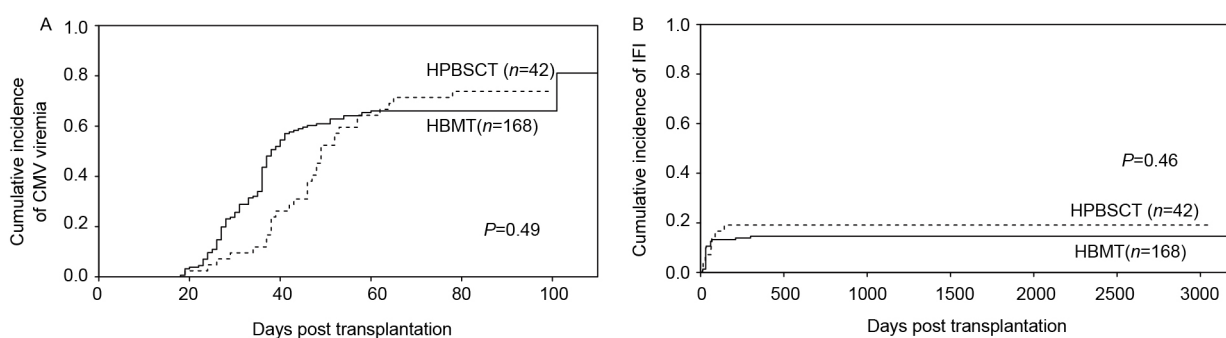 A
Cumulative incidence
of CMV viremia
1.0
0.8
0.6
0.4
0.2
0.0
HPBSCT (n=42)
HBMT(n=168)
P=0.49
0 20 40 60 80 100
Days post transplantation
B
Cumulative incidence of IFI
1.0
0.8
0.6
0.4
0.2
0.0
P=0.46
HPBSCT (n=42)
HBMT(n=168)
0 500 1000 1500 2000 2500 3000
Days post transplantation